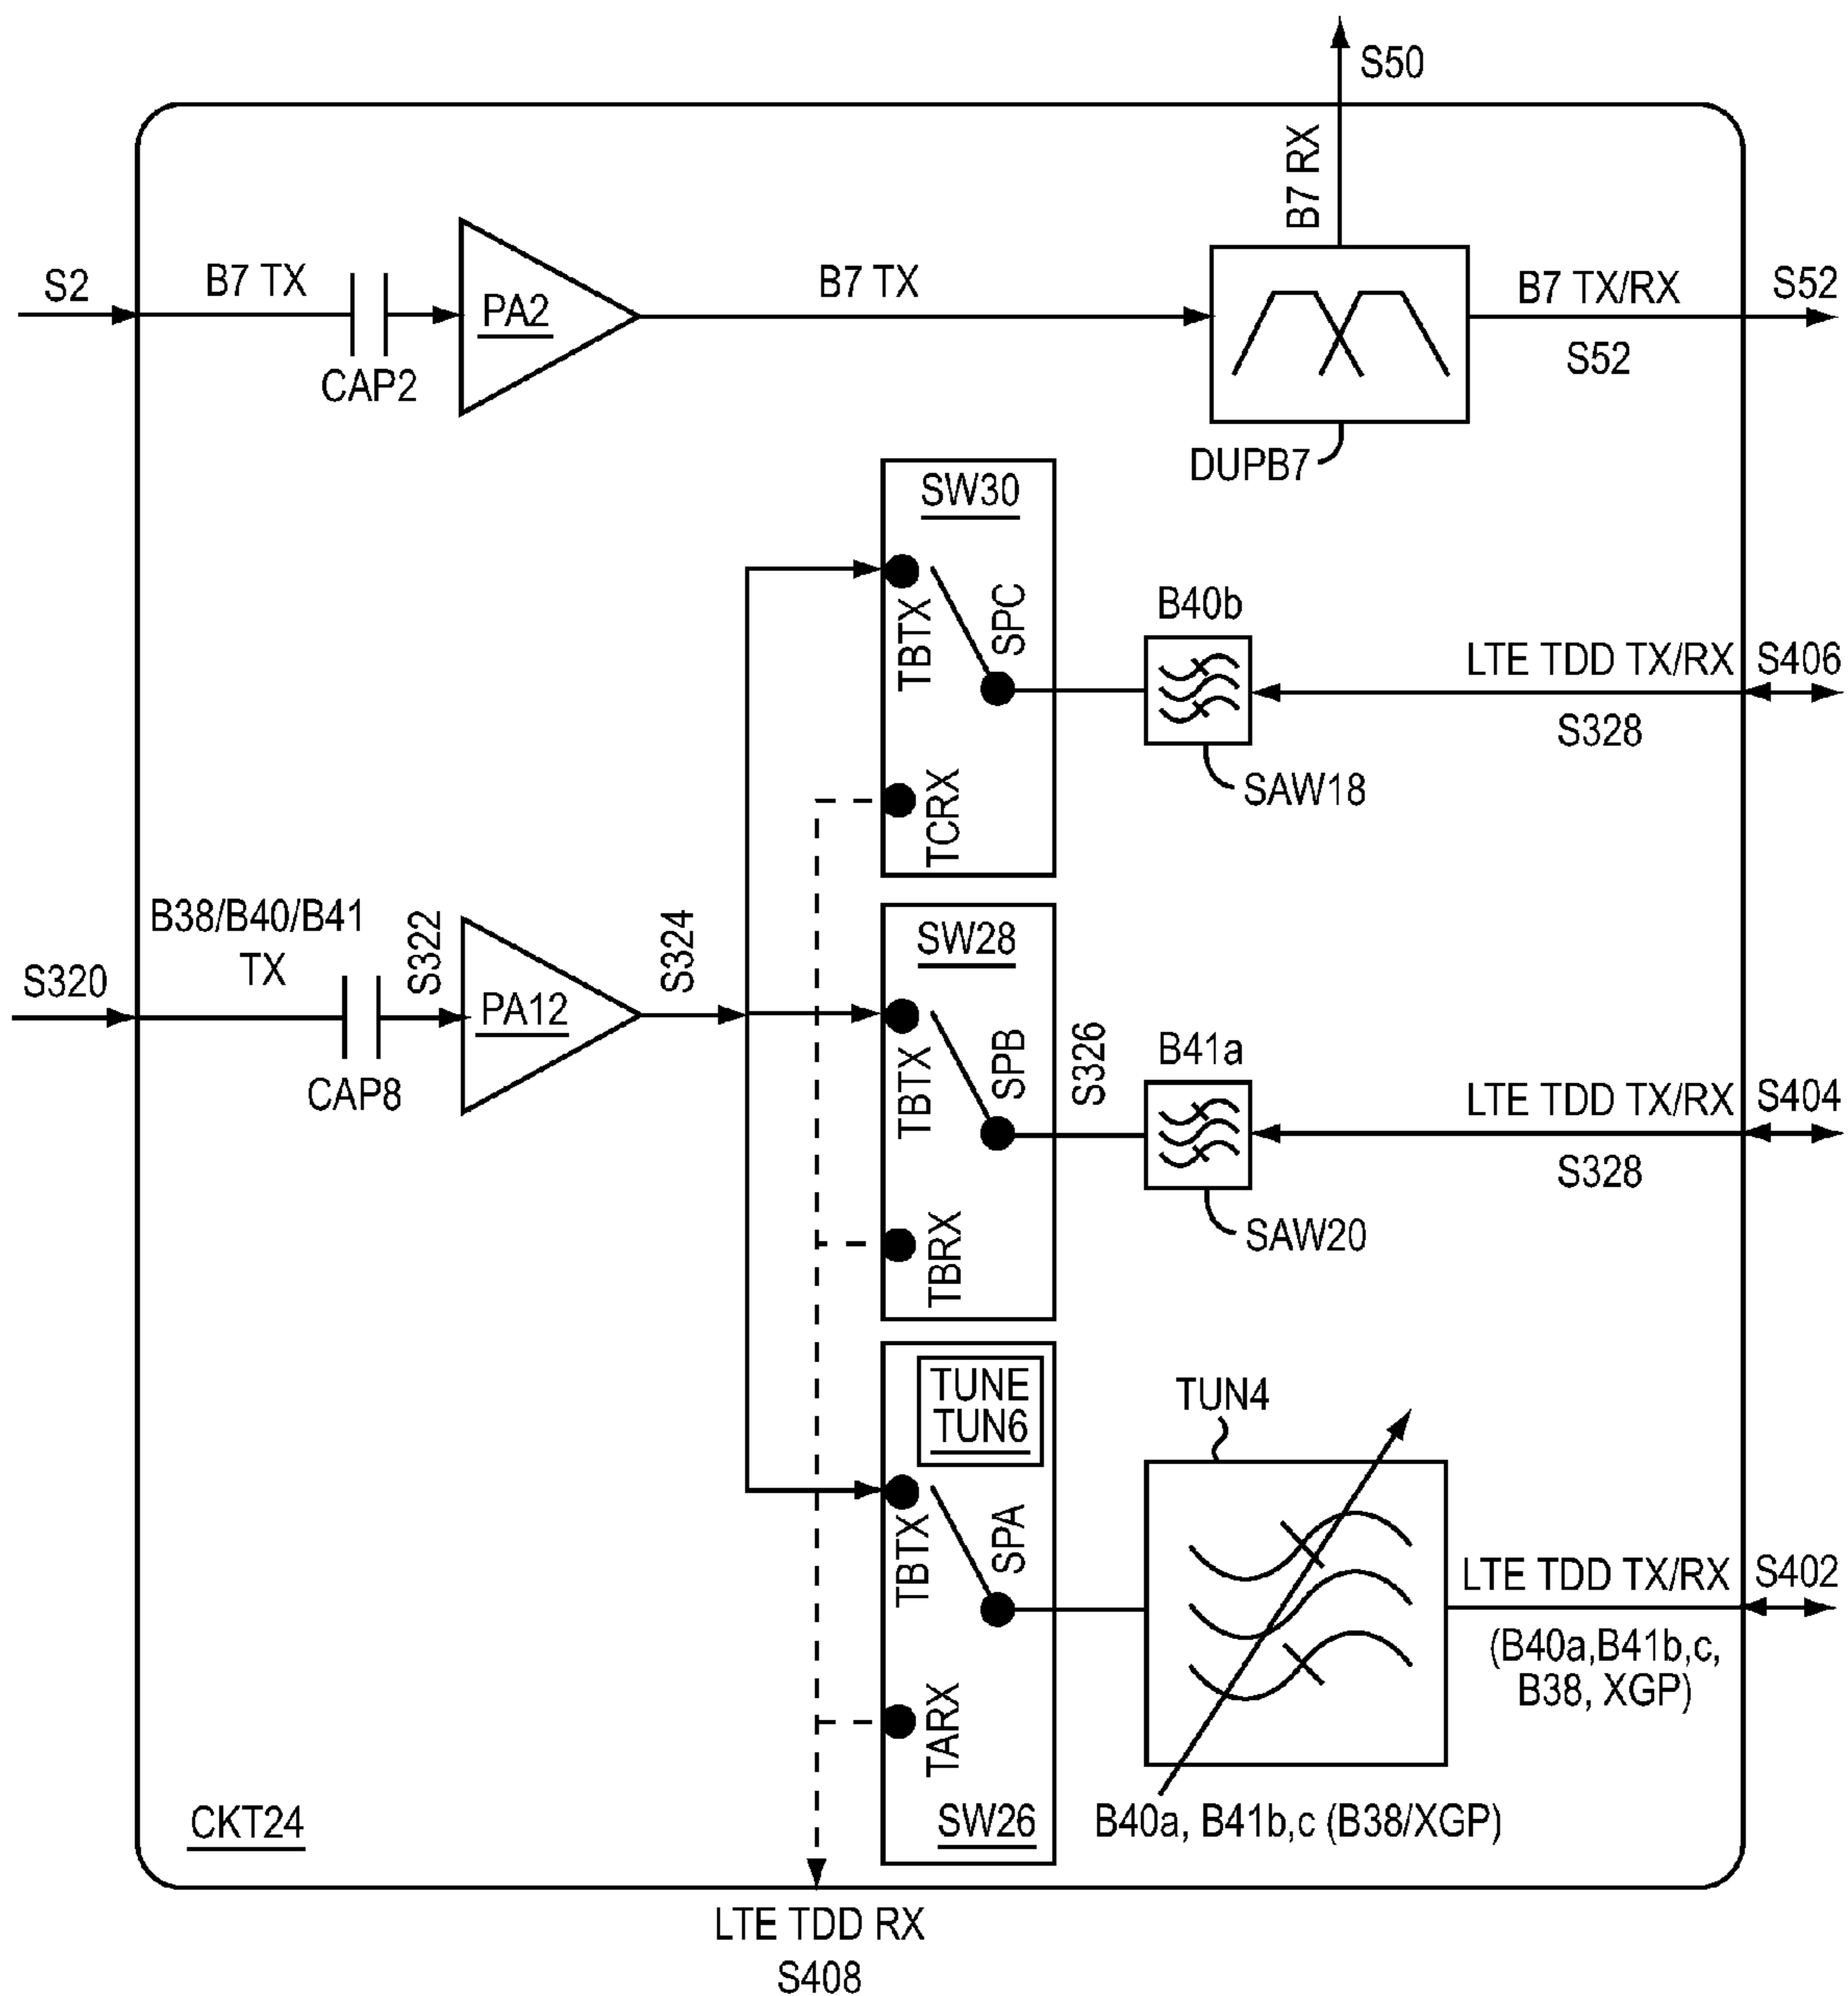 S50
B7 RX
S2
B7 TX
CAP2
PA2
B7 TX
B7 TX/RX
S52
S52
DUPB7
SW30
TBTX
SPC
TCRX
B40b
SAW18
LTE TDD TX/RX
S406
S328
B38/B40/B41
TX
S320
S322
CAP8
PA12
S324
SW28
TBTX
SPB
TBRX
S326
B41a
SAW20
LTE TDD TX/RX
S404
S328
TUNE
TUN6
TBTX
SPA
TARX
SW26
TUN4
LTE TDD TX/RX
S402
(B40a,B41b,c,
B38, XGP)
B40a, B41b,c (B38/XGP)
CKT24
LTE TDD RX
S408